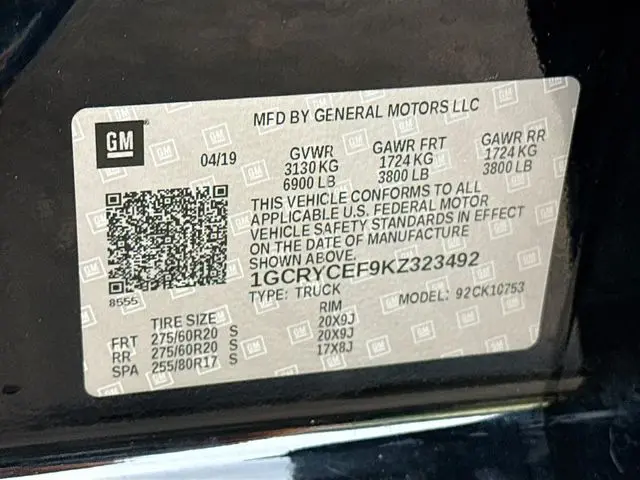 MFD BY GENERAL MOTORS LLC
GM
04/19
GVWR GAWR FRT GAWR RR
3130 KG 1724 KG 1724 KG
6900 LB 3800 LB 3800 LB
THIS VEHICLE CONFORMS TO ALL
APPLICABLE U.S. FEDERAL MOTOR
VEHICLE SAFETY STANDARDS IN EFFECT
ON THE DATE OF MANUFACTURE
SHOWN ABOVE.
1GCRYCEF9KZ323492
8555
TYPE: TRUCK MODEL: 92CK10753
TIRE SIZE RIM
FRT 275/60R20 S 20X9J
RR 275/60R20 S 20X9J
SPA 255/80R17 S 17X8J